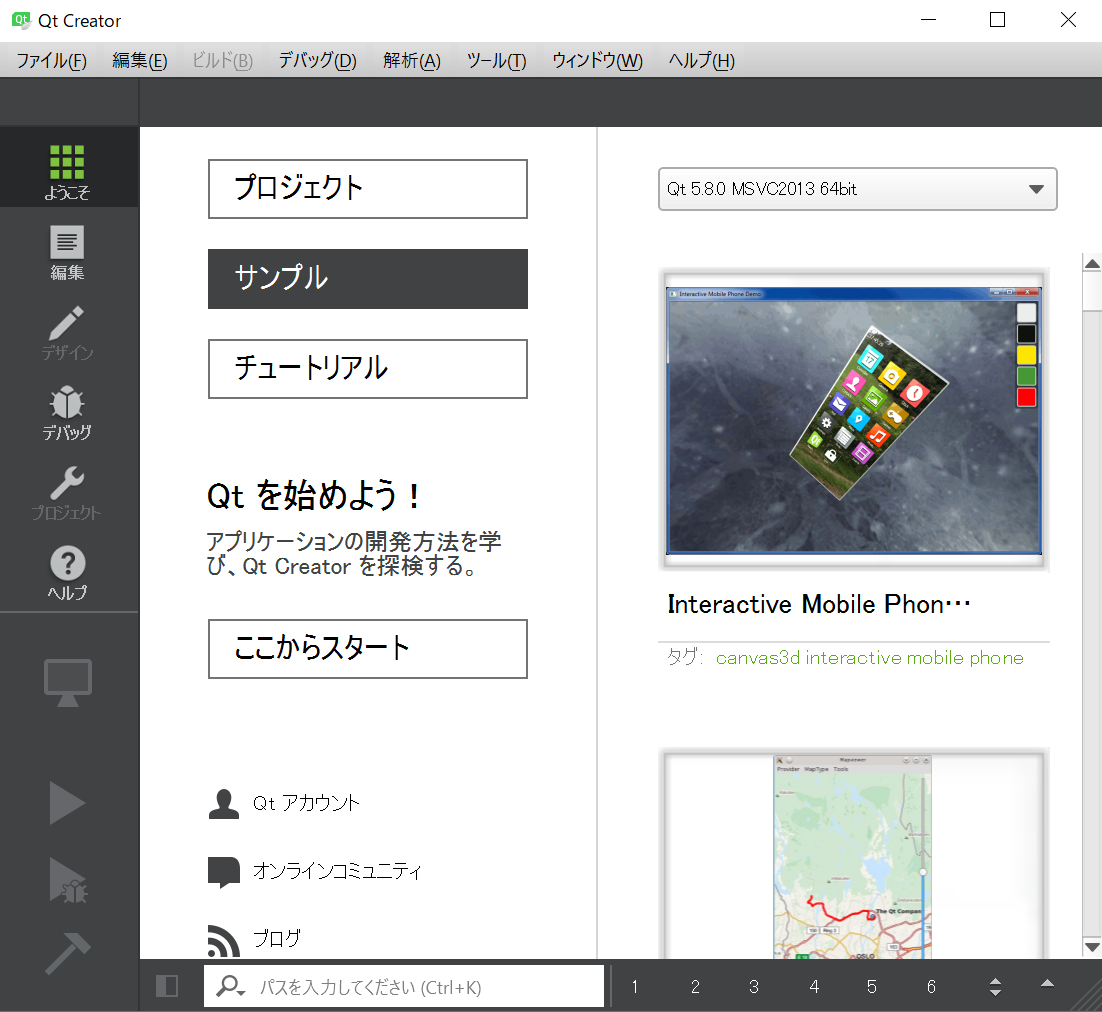 Qt Creator
ファイル(F) 編集(E) ビルド(B) デバッグ(D) 解析(A) ツール(T) ウィンドウ(W) ヘルプ(H)
ようこそ
編集
デザイン
デバッグ
プロジェクト
ヘルプ
プロジェクト
サンプル
チュートリアル
Qt を始めよう！
アプリケーションの開発方法を学
び、Qt Creator を探検する。
ここからスタート
Qt アカウント
オンラインコミュニティ
ブログ
Qt 5.8.0 MSVC2013 64bit
Interactive Mobile Phone Demo
Interactive Mobile Phon…
タグ: canvas3d interactive mobile phone
Mapviewer
Provider MapType Tools
The Qt Compan
OSLO
パスを入力してください (Ctrl+K)
1 2 3 4 5 6